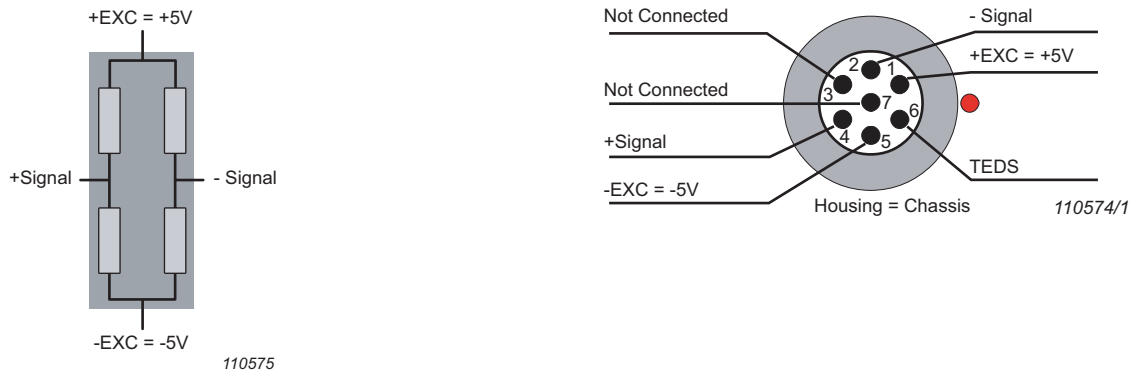 +EXC = +5V
+Signal
- Signal
-EXC = -5V
110575
Not Connected
- Signal
+EXC = +5V
2
1
3
Not Connected
7
6
+Signal
4
5
TEDS
-EXC = -5V
Housing = Chassis
110574/1